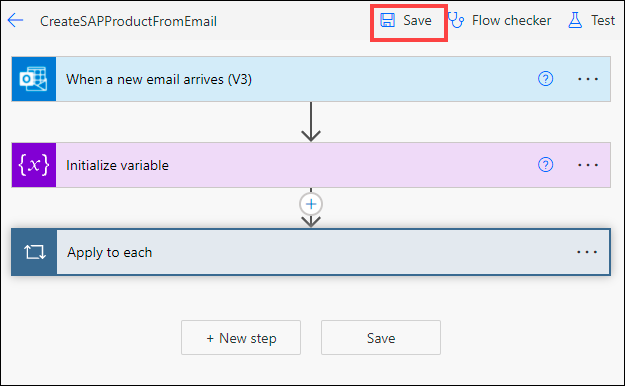 CreateSAPProductFromEmail Save Flow checker Test
When a new email arrives (V3)
{x} Initialize variable
Apply to each
+ New step Save